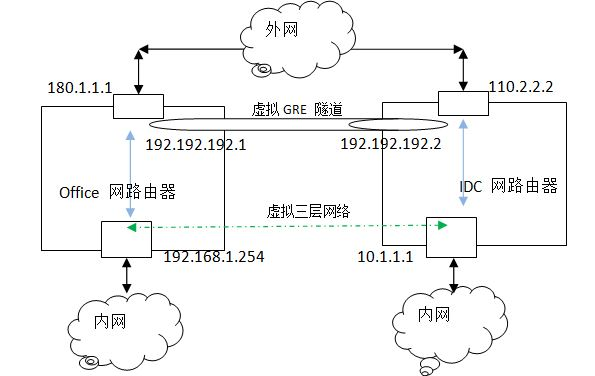 外网
180.1.1.1
110.2.2.2
虚拟 GRE 隧道
192.192.192.1
192.192.192.2
Office 网路由器
IDC 网路由器
虚拟三层网络
192.168.1.254
10.1.1.1
内网
内网